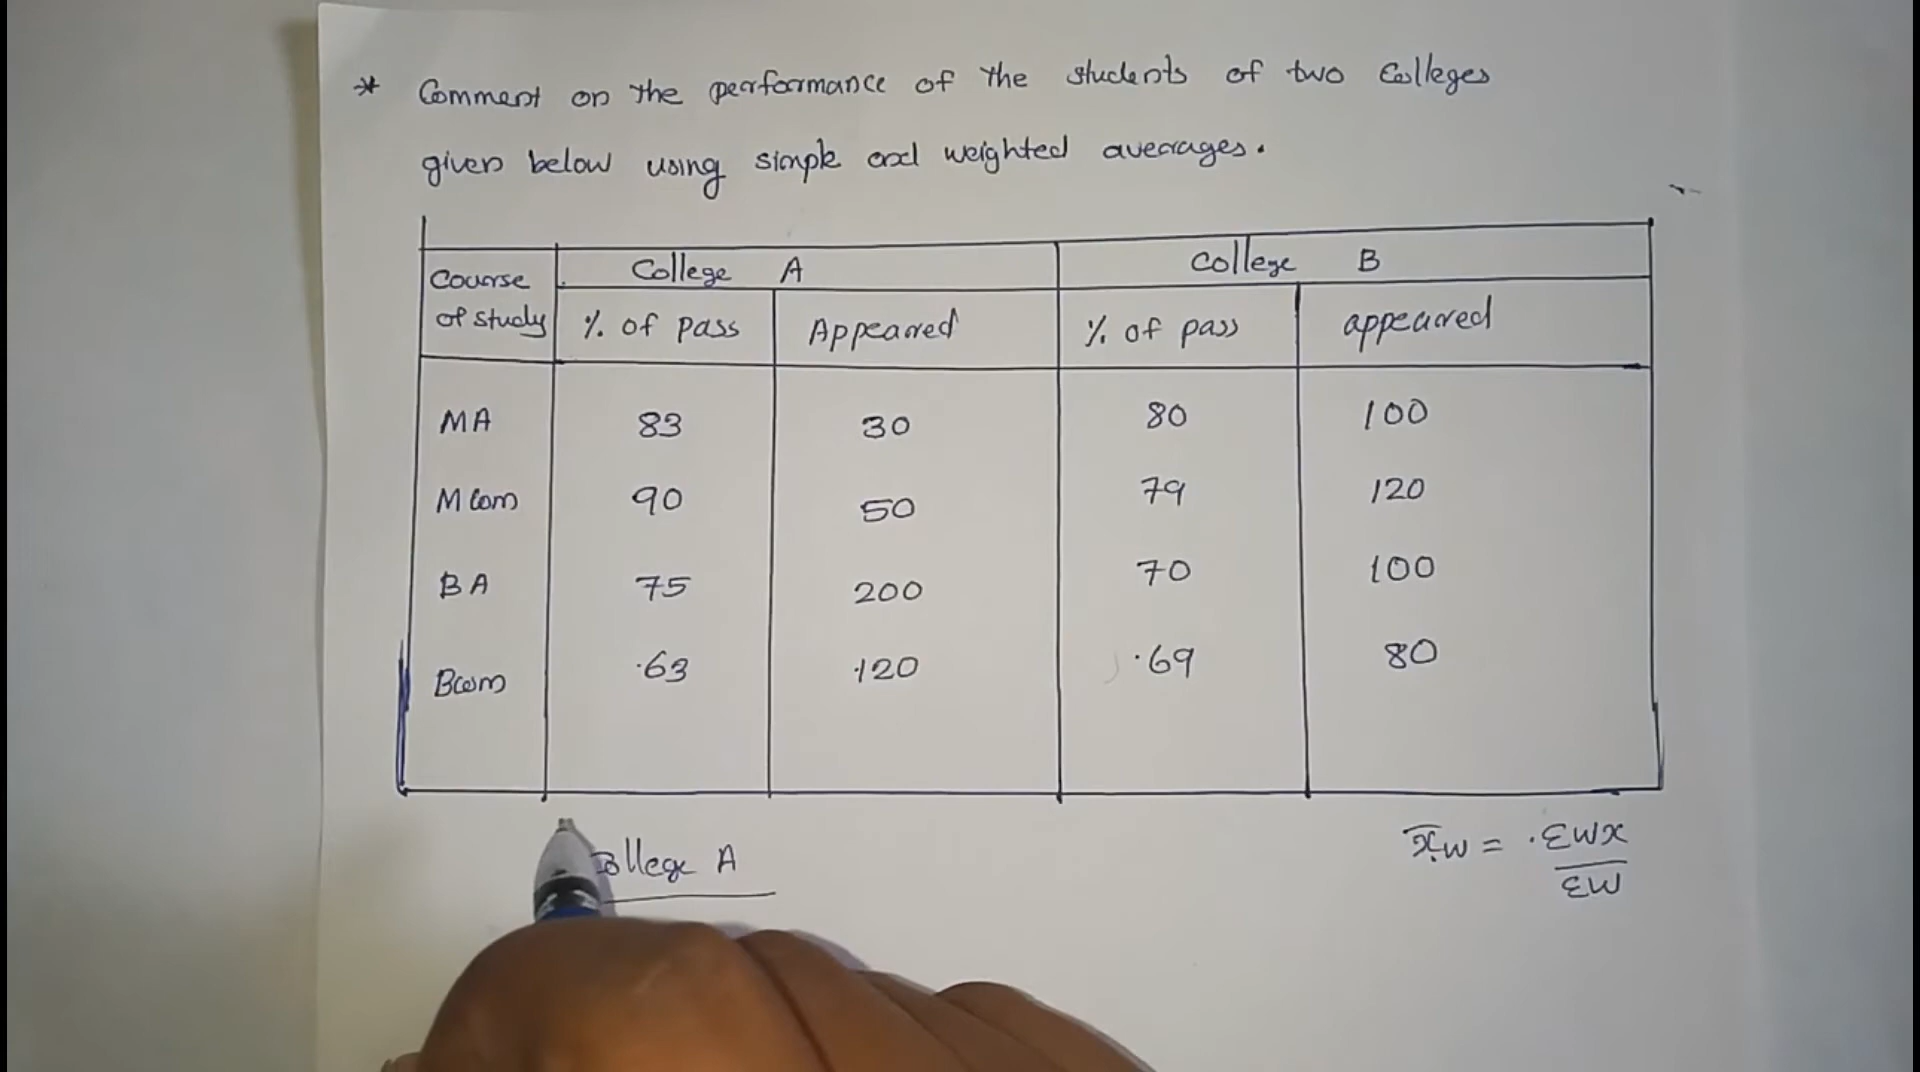 * Comment on the performance of the students of two Colleges
given below using simple and weighted averages.
Course of study
College A
College B
% of pass
Appeared
% of pass
appeared
MA 83 30 80 100
M Com 90 50 79 120
BA 75 200 70 100
Bcom 63 120 69 80
College A
x̄w = Σwx
Σw